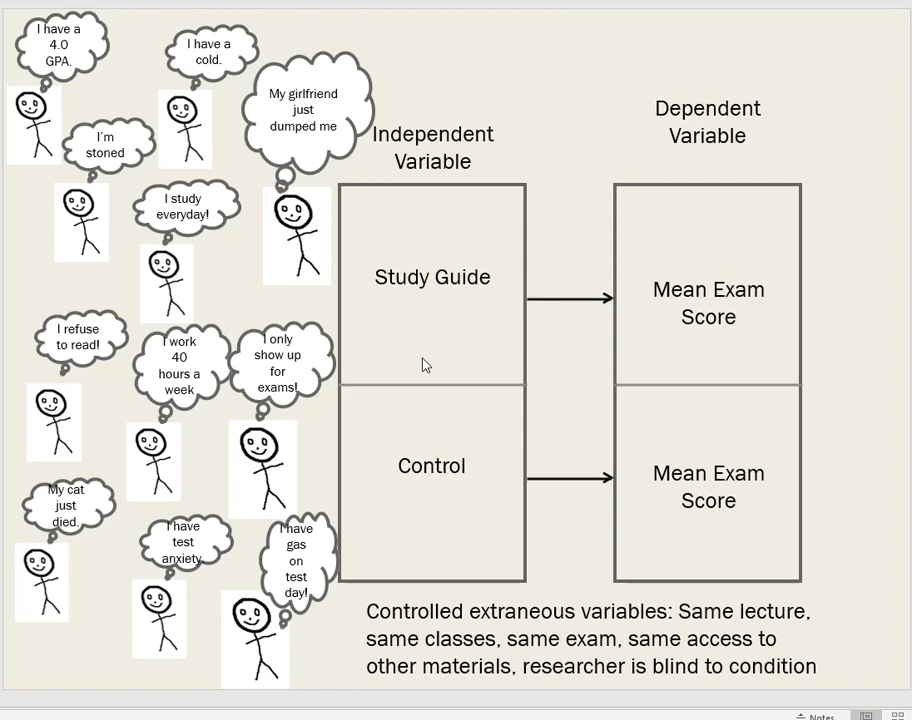 I have a
4.0
GPA.
I have a
cold.
My girlfriend
just
dumped me
I'm
stoned
I study
everyday!
I refuse
to read!
I work
40
hours a
week
I only
show up
for
exams!
My cat
just
died.
I have
test
anxiety
I have
gas
on
test
day!
Independent
Variable
Dependent
Variable
Study Guide
Mean Exam
Score
Control
Mean Exam
Score
Controlled extraneous variables: Same lecture,
same classes, same exam, same access to
other materials, researcher is blind to condition
Notes